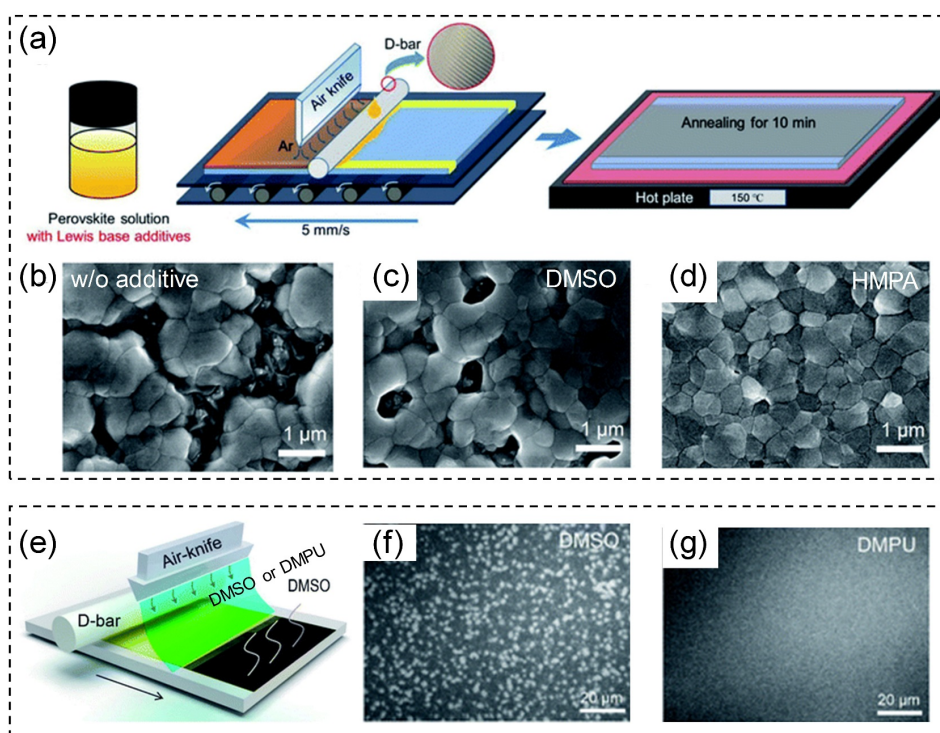 (a)
D-bar
Air knife
Ar
Annealing for 10 min
Hot plate
150 ℃
Perovskite solution
with Lewis base additives
5 mm/s
(b)
w/o additive
1 µm
(c)
DMSO
1 µm
(d)
HMPA
1 µm
(e)
Air-knife
DMSO or DMPU
DMSO
D-bar
(f)
DMSO
20 µm
(g)
DMPU
20 µm